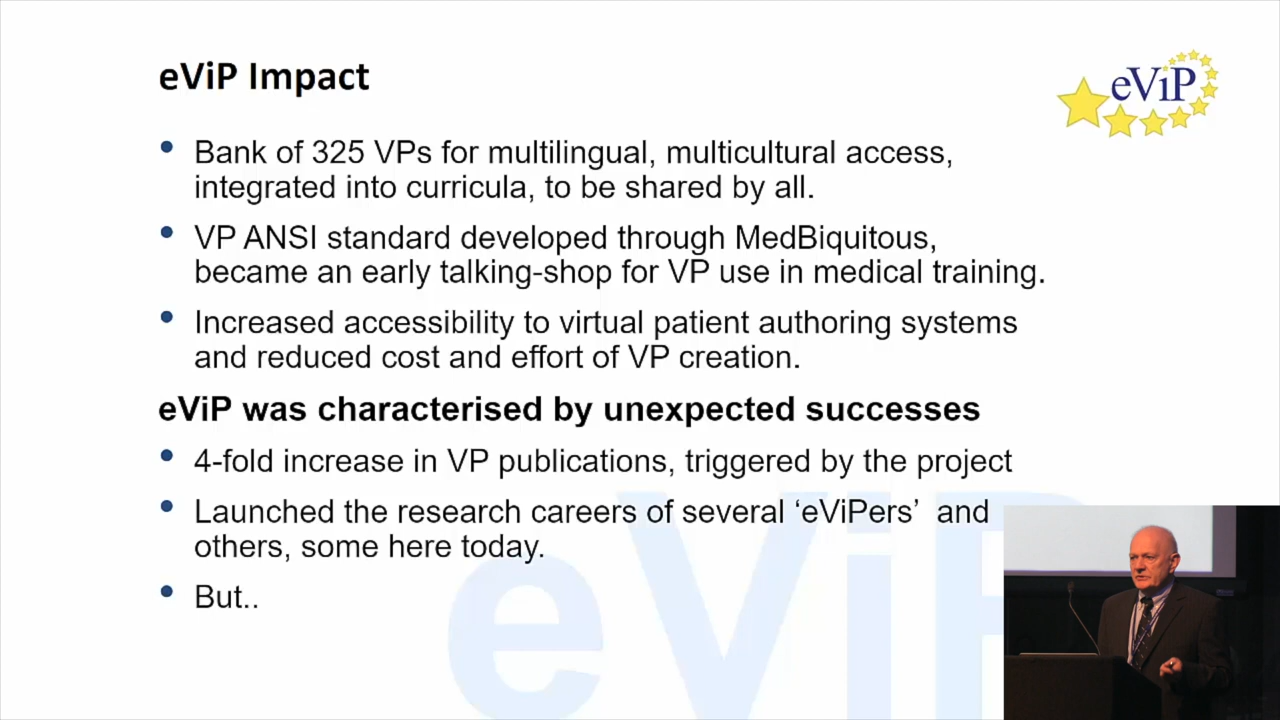 eViP Impact
eViP
• Bank of 325 VPs for multilingual, multicultural access,
integrated into curricula, to be shared by all.
• VP ANSI standard developed through MedBiquitous,
became an early talking-shop for VP use in medical training.
• Increased accessibility to virtual patient authoring systems
and reduced cost and effort of VP creation.
eViP was characterised by unexpected successes
• 4-fold increase in VP publications, triggered by the project
• Launched the research careers of several ‘eViPers’ and
others, some here today.
• But..
eViP